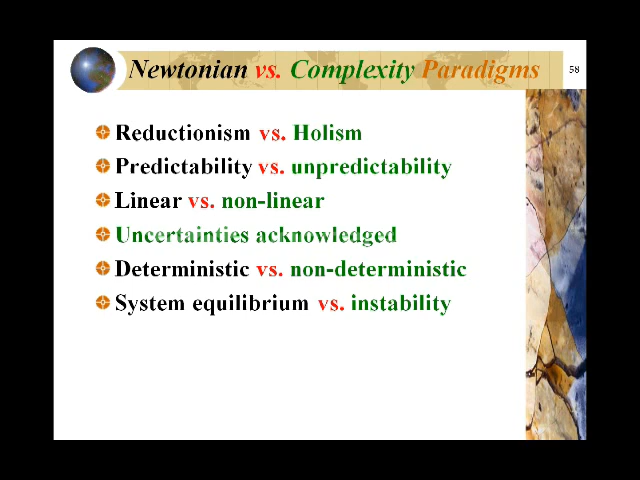 Newtonian vs. Complexity Paradigms
58
Reductionism vs. Holism
Predictability vs. unpredictability
Linear vs. non-linear
Uncertainties acknowledged
Deterministic vs. non-deterministic
System equilibrium vs. instability